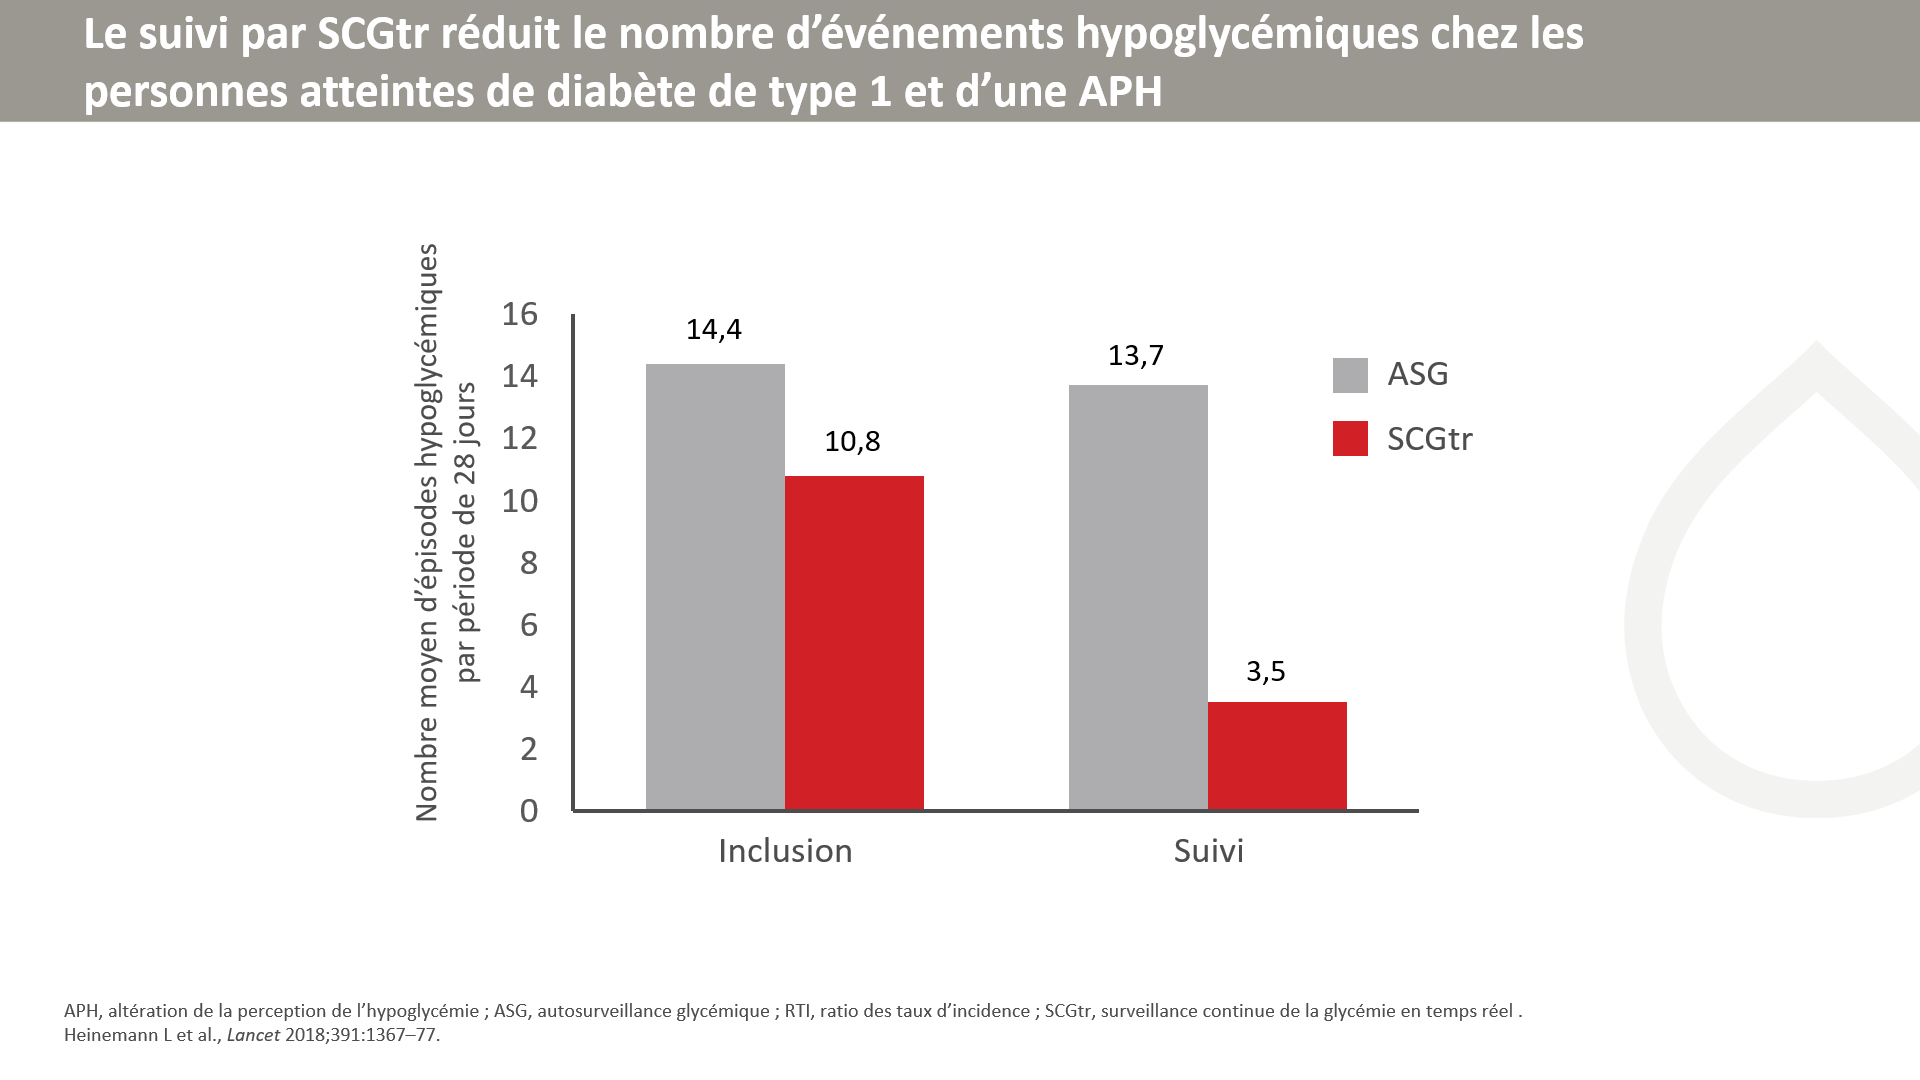 Le suivi par SCGtr réduit le nombre d’événements hypoglycémiques chez les
personnes atteintes de diabète de type 1 et d’une APH
Nombre moyen d’épisodes hypoglycémiques
par période de 28 jours
16
14
12
10
8
6
4
2
0
14,4
10,8
13,7
3,5
Inclusion
Suivi
ASG
SCGtr
APH, altération de la perception de l’hypoglycémie ; ASG, autosurveillance glycémique ; RTI, ratio des taux d’incidence ; SCGtr, surveillance continue de la glycémie en temps réel .
Heinemann L et al., Lancet 2018;391:1367–77.